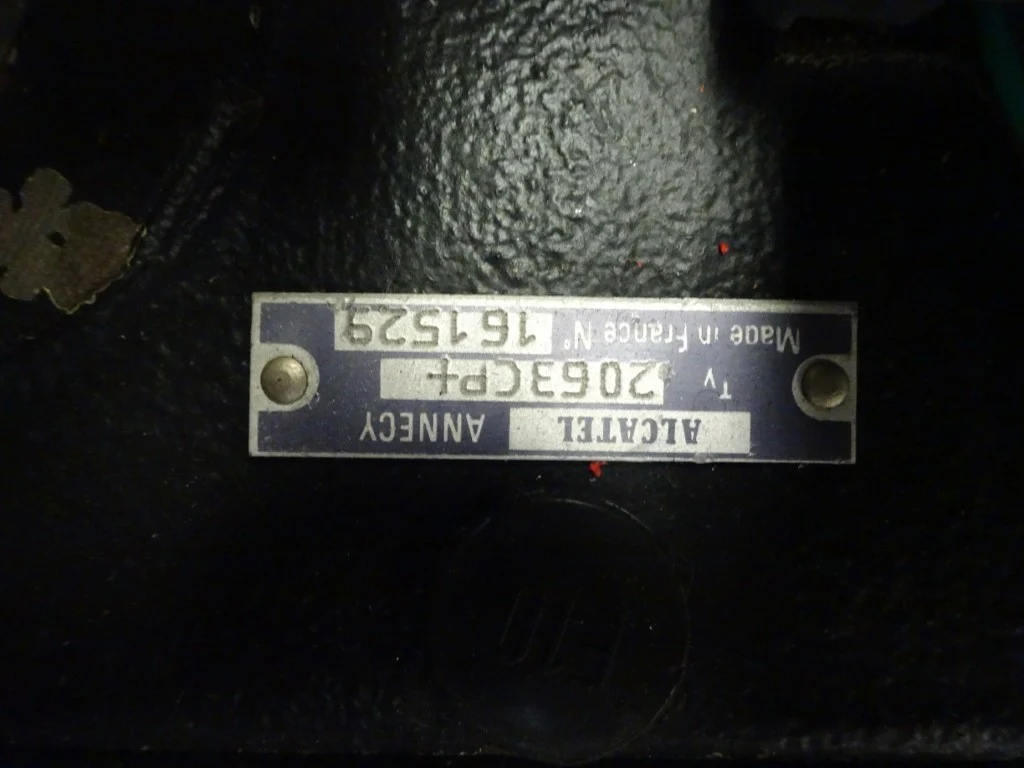 ALCATEL ANNECY
Ty 2063CP+
Made in France N° 161529